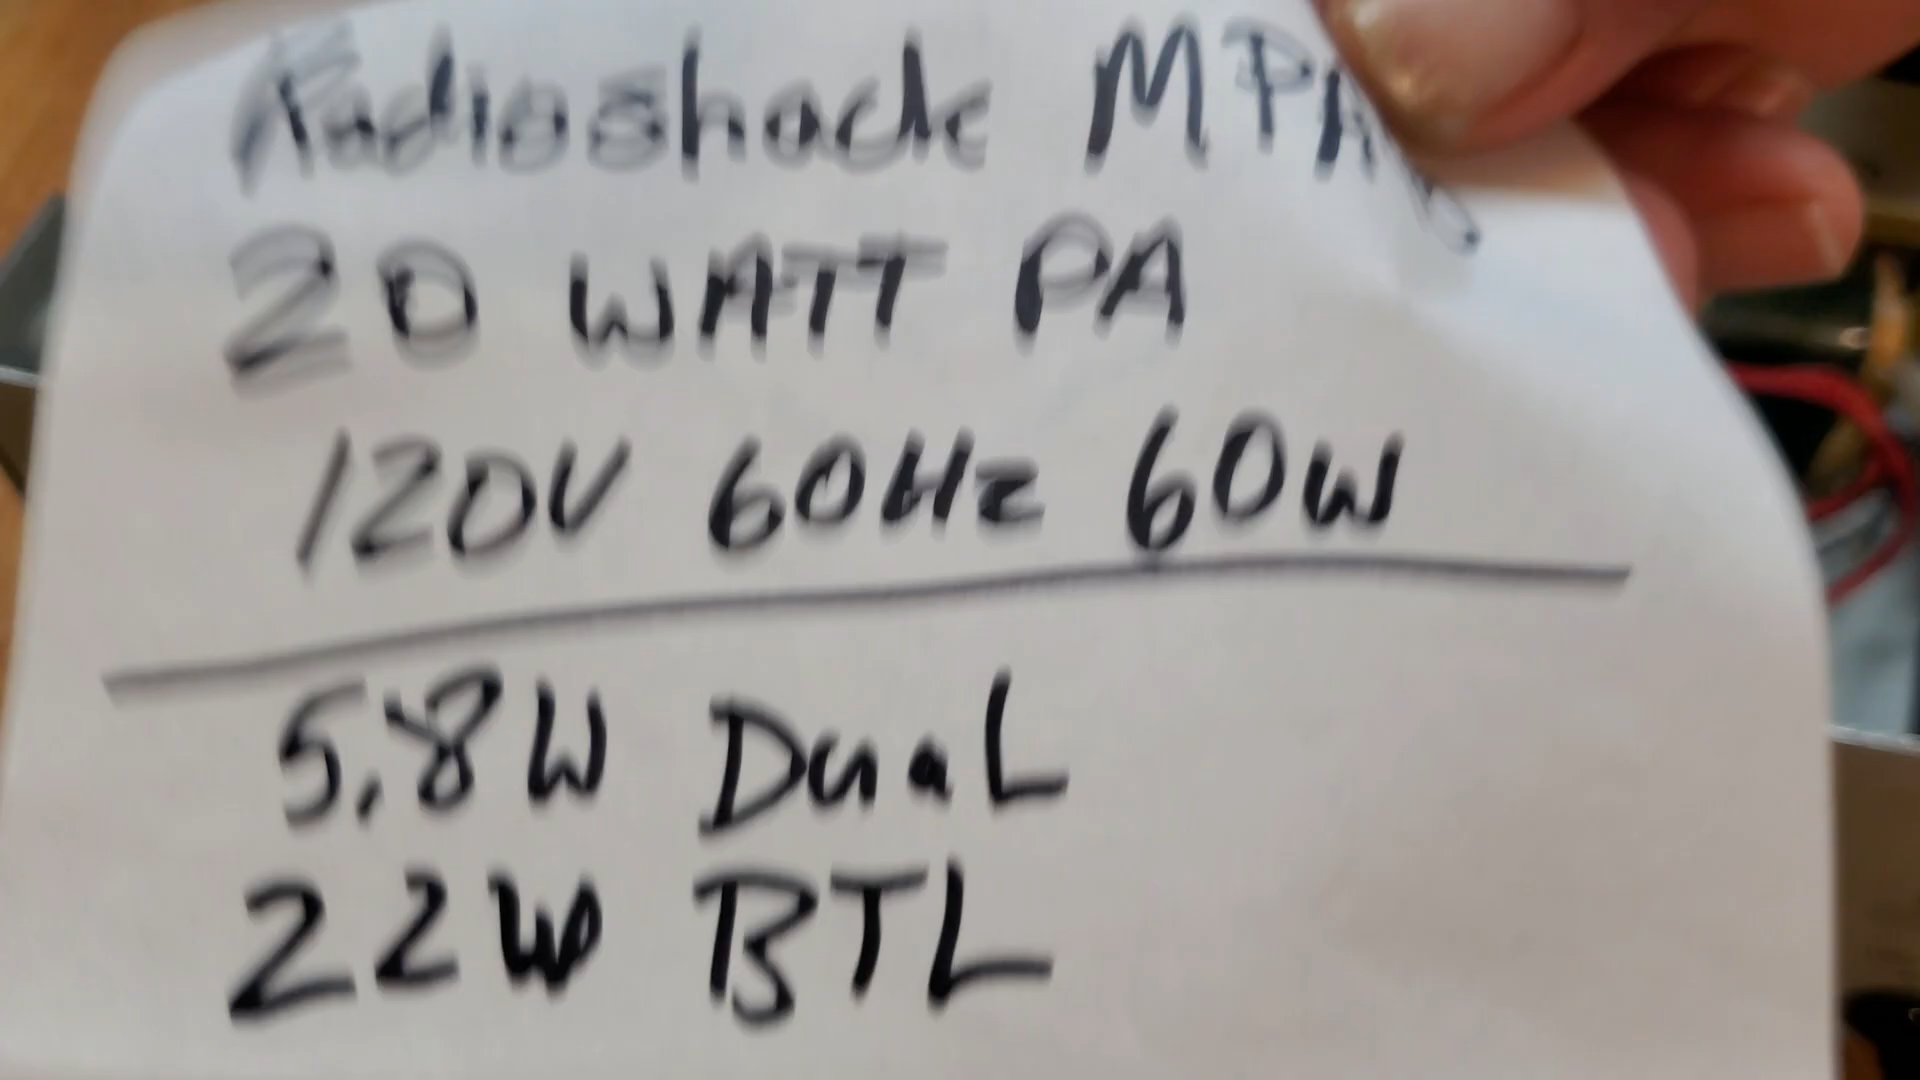 Radioshack MPA
20 WATT PA
120V 60Hz 60W
5.8W DuaL
22W BTL